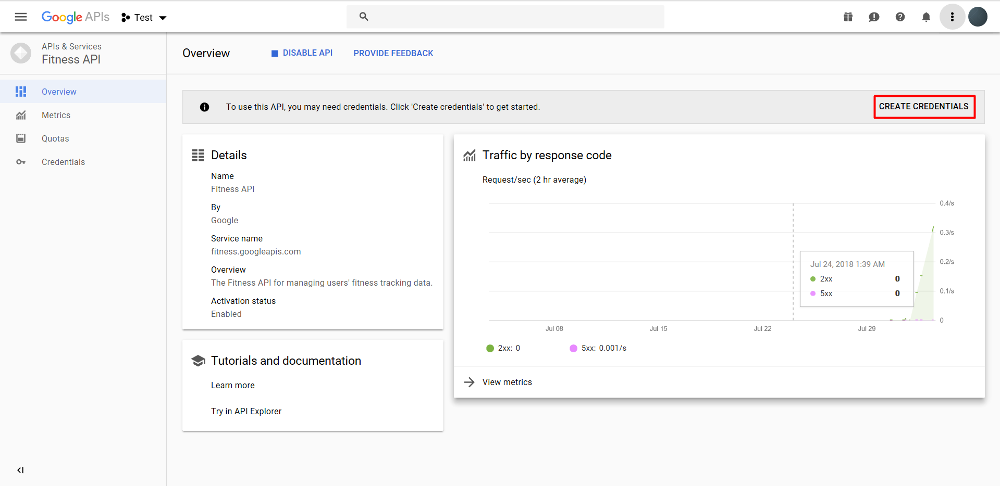 Google APIs
Test
APIs & Services
Fitness API
Overview
Metrics
Quotas
Credentials
Overview
DISABLE API
PROVIDE FEEDBACK
To use this API, you may need credentials. Click 'Create credentials' to get started.
CREATE CREDENTIALS
Details
Name
Fitness API
By
Google
Service name
fitness.googleapis.com
Overview
The Fitness API for managing users' fitness tracking data.
Activation status
Enabled
Tutorials and documentation
Learn more
Try in API Explorer
Traffic by response code
Request/sec (2 hr average)
0.4/s
0.3/s
0.2/s
0.1/s
0
Jul 24, 2018 1:39 AM
2xx 0
5xx 0
Jul 08 Jul 15 Jul 22 Jul 29
2xx: 0 5xx: 0.001/s
View metrics